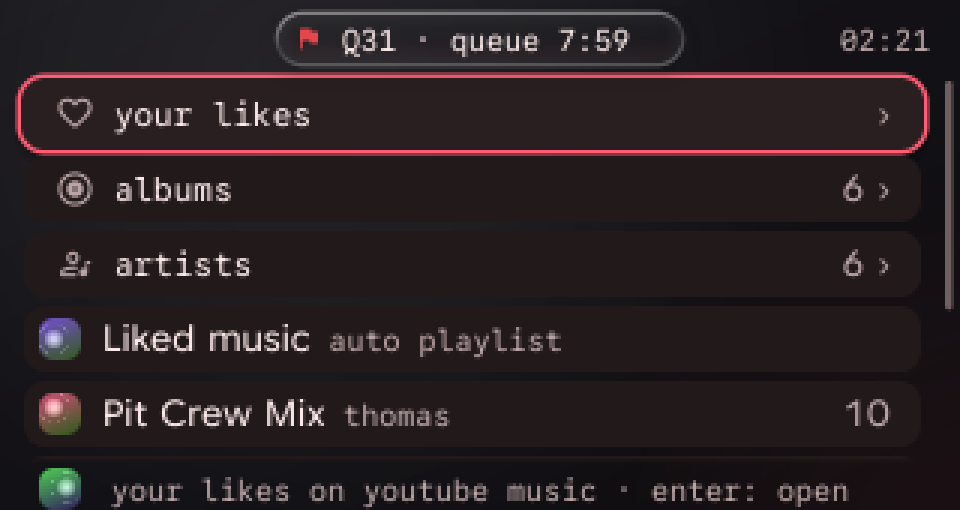 Q31 · queue 7:59 02:21
your likes ›
albums 6 ›
artists 6 ›
Liked music auto playlist
Pit Crew Mix thomas 10
your likes on youtube music · enter: open